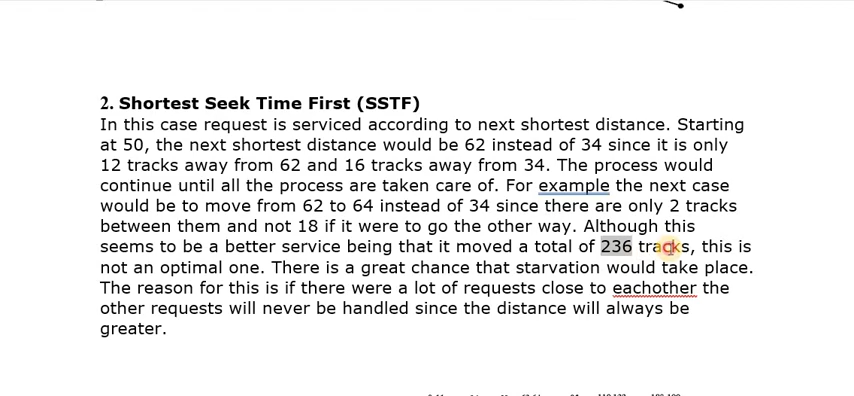 2. Shortest Seek Time First (SSTF)
In this case request is serviced according to next shortest distance. Starting
at 50, the next shortest distance would be 62 instead of 34 since it is only
12 tracks away from 62 and 16 tracks away from 34. The process would
continue until all the process are taken care of. For example the next case
would be to move from 62 to 64 instead of 34 since there are only 2 tracks
between them and not 18 if it were to go the other way. Although this
seems to be a better service being that it moved a total of 236 tracks, this is
not an optimal one. There is a great chance that starvation would take place.
The reason for this is if there were a lot of requests close to eachother the
other requests will never be handled since the distance will always be
greater.